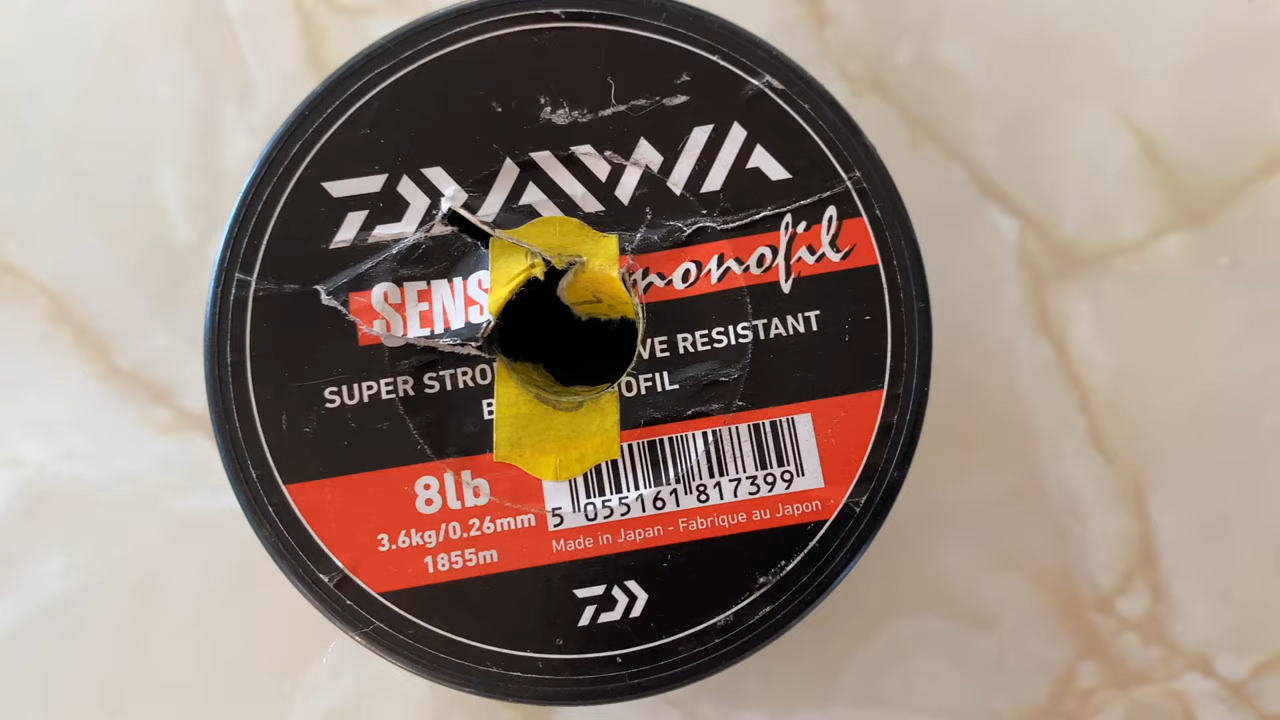 DAIWA
SENS monofil
SUPER STRO VE RESISTANT
B OFIL
8lb
3.6kg/0.26mm
1855m
5 055161 817399
Made in Japan - Fabrique au Japon